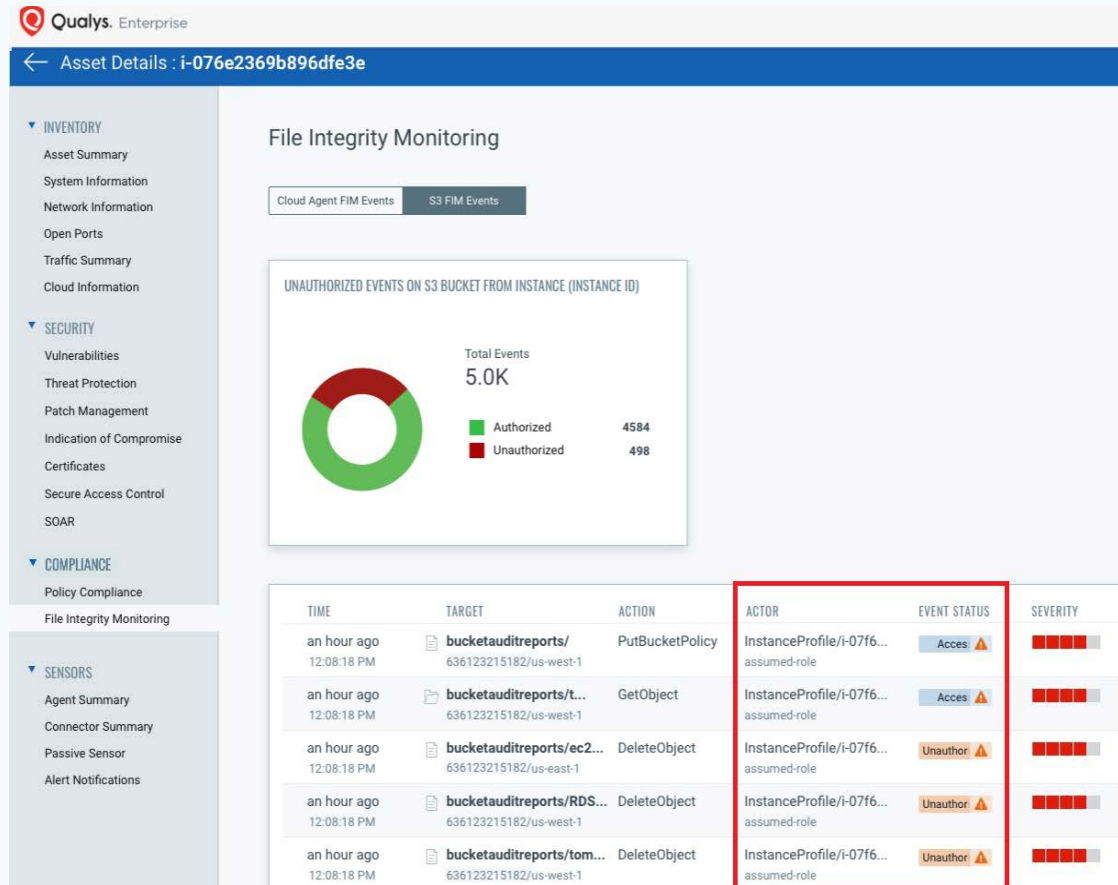 Qualys. Enterprise
Asset Details : i-076e2369b896dfe3e
INVENTORY
Asset Summary
System Information
Network Information
Open Ports
Traffic Summary
Cloud Information
SECURITY
Vulnerabilities
Threat Protection
Patch Management
Indication of Compromise
Certificates
Secure Access Control
SOAR
COMPLIANCE
Policy Compliance
File Integrity Monitoring
SENSORS
Agent Summary
Connector Summary
Passive Sensor
Alert Notifications
File Integrity Monitoring
Cloud Agent FIM Events S3 FIM Events
UNAUTHORIZED EVENTS ON S3 BUCKET FROM INSTANCE (INSTANCE ID)
Total Events
5.0K
Authorized 4584
Unauthorized 498
TIME TARGET ACTION ACTOR EVENT STATUS SEVERITY
an hour ago bucketauditreports/ PutBucketPolicy InstanceProfile/i-07f6... Acces
12:08:18 PM 636123215182/us-west-1 assumed-role
an hour ago bucketauditreports/t... GetObject InstanceProfile/i-07f6... Acces
12:08:18 PM 636123215182/us-west-1 assumed-role
an hour ago bucketauditreports/ec2... DeleteObject InstanceProfile/i-07f6... Unauthor
12:08:18 PM 636123215182/us-east-1 assumed-role
an hour ago bucketauditreports/RDS... DeleteObject InstanceProfile/i-07f6... Unauthor
12:08:18 PM 636123215182/us-west-1 assumed-role
an hour ago bucketauditreports/tom... DeleteObject InstanceProfile/i-07f6... Unauthor
12:08:18 PM 636123215182/us-west-1 assumed-role